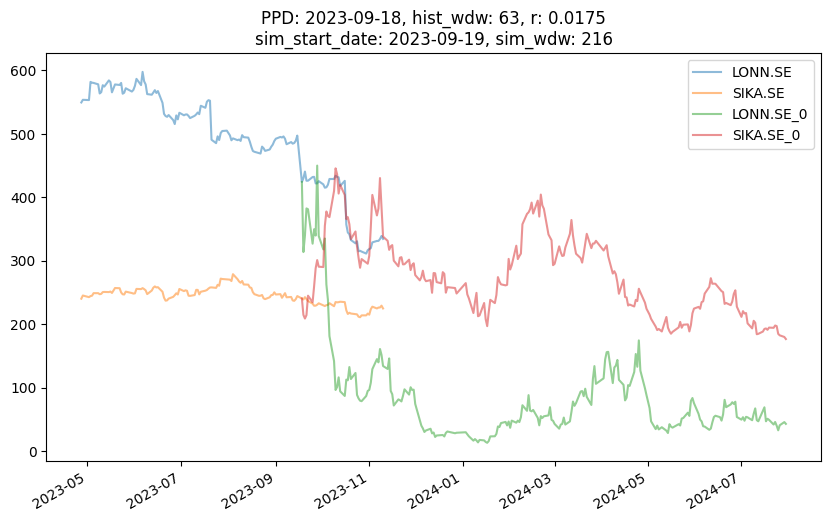 PPD: 2023-09-18, hist_wdw: 63, r: 0.0175
sim_start_date: 2023-09-19, sim_wdw: 216
LONN.SE
SIKA.SE
LONN.SE_0
SIKA.SE_0
600
500
400
300
200
100
0
2023-05
2023-07
2023-09
2023-11
2024-01
2024-03
2024-05
2024-07